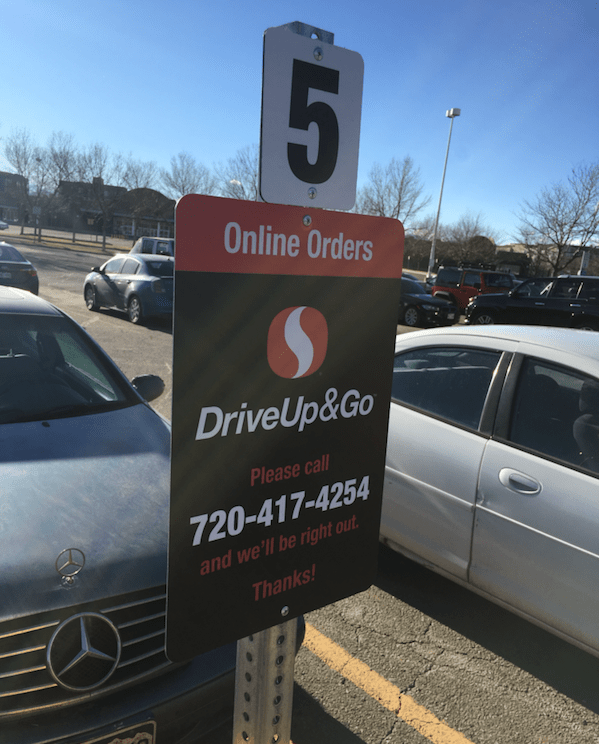 5
Online Orders
DriveUp&Go
Please call
720-417-4254
and we'll be right out.
Thanks!